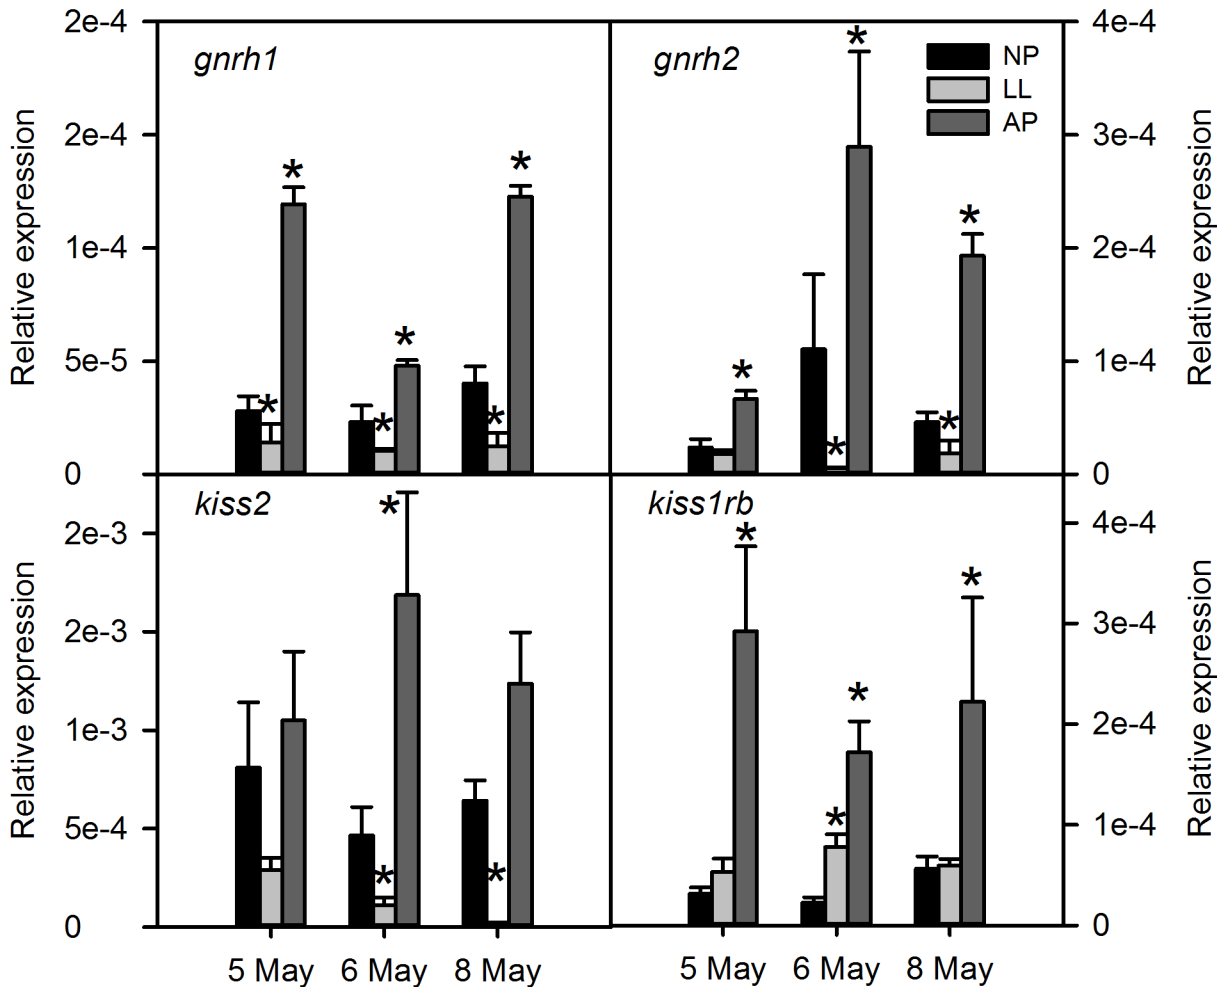 gnrh1
2e-4
2e-4
1e-4
5e-5
0
Relative expression
gnrh2
NP
LL
AP
4e-4
3e-4
2e-4
1e-4
0
Relative expression
* * * * * *
* * * * *
kiss2
2e-3
2e-3
1e-3
5e-4
0
Relative expression
5 May 6 May 8 May
kiss1rb
4e-4
3e-4
2e-4
1e-4
0
Relative expression
5 May 6 May 8 May
* * *
* * * *